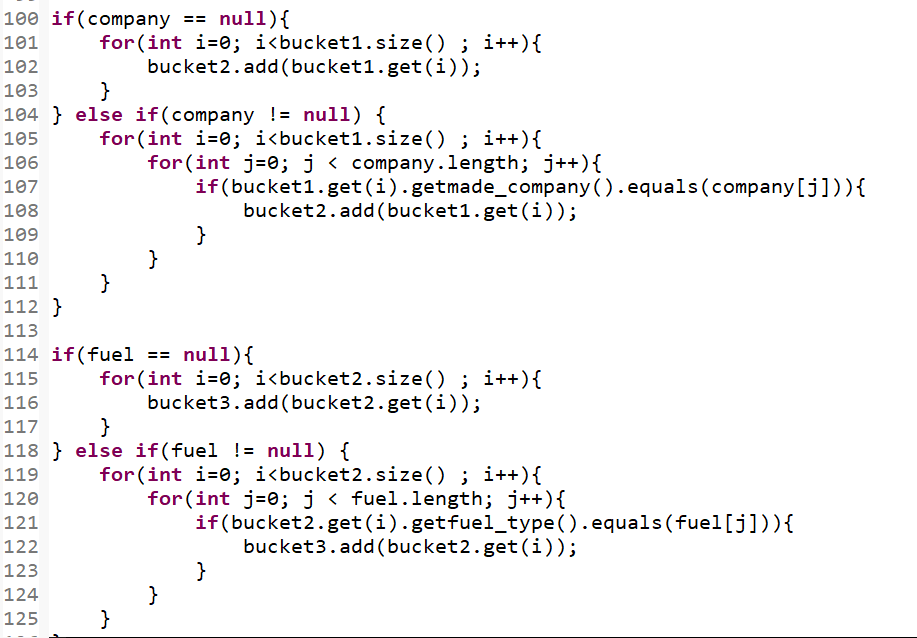 100 if(company == null){
101     for(int i=0; i<bucket1.size() ; i++){
102         bucket2.add(bucket1.get(i));
103     }
104 } else if(company != null) {
105     for(int i=0; i<bucket1.size() ; i++){
106         for(int j=0; j < company.length; j++){
107             if(bucket1.get(i).getmade_company().equals(company[j])){
108                 bucket2.add(bucket1.get(i));
109             }
110         }
111     }
112 }
113
114 if(fuel == null){
115     for(int i=0; i<bucket2.size() ; i++){
116         bucket3.add(bucket2.get(i));
117     }
118 } else if(fuel != null) {
119     for(int i=0; i<bucket2.size() ; i++){
120         for(int j=0; j < fuel.length; j++){
121             if(bucket2.get(i).getfuel_type().equals(fuel[j])){
122                 bucket3.add(bucket2.get(i));
123             }
124         }
125     }